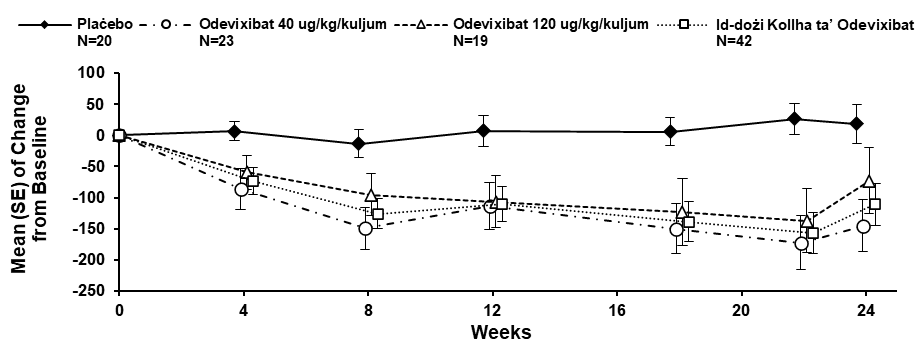 Plaċebo Odevixibat 40 ug/kg/kuljum Odevixibat 120 ug/kg/kuljum Id-dożi Kollha ta’ Odevixibat
N=20 N=23 N=19 N=42
Mean (SE) of Change
from Baseline
100
50
0
-50
-100
-150
-200
-250
0 4 8 12 16 20 24
Weeks